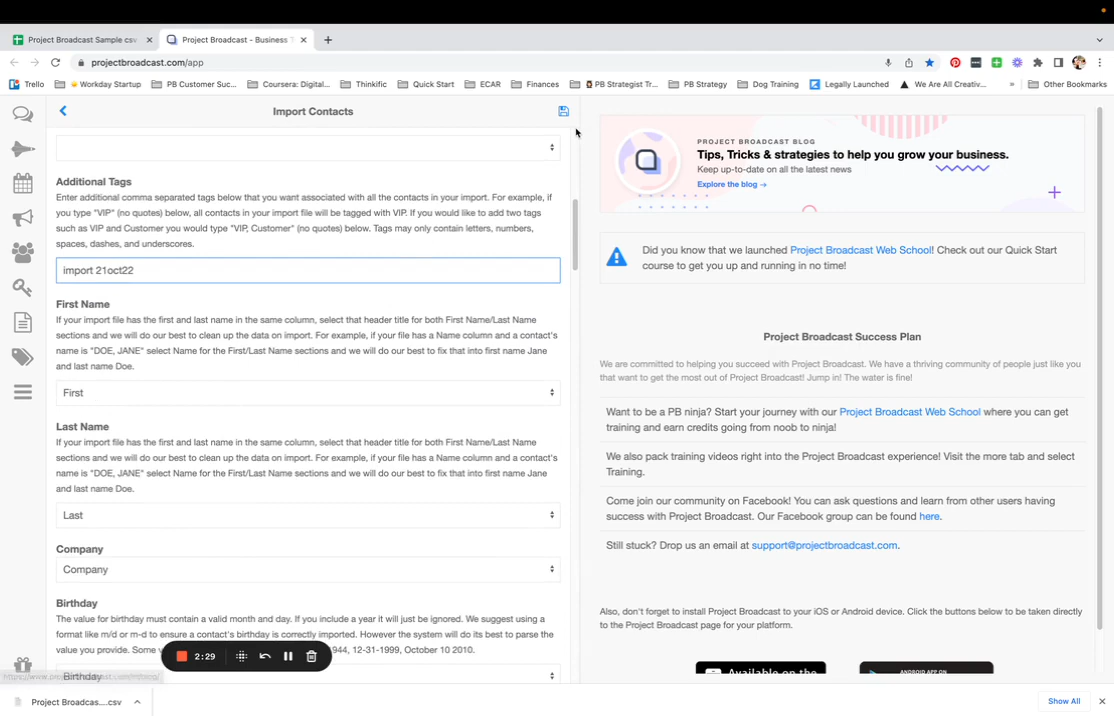 Project Broadcast Sample csv
Project Broadcast - Business T
projectbroadcast.com/app
Trello
Workday Startup
PB Customer Suc...
Coursera: Digital...
Thinkific
Quick Start
ECAR
Finances
PB Strategist Tr...
PB Strategy
Dog Training
Legally Launched
We Are All Creativ...
»
Other Bookmarks
Import Contacts
Additional Tags
Enter additional comma separated tags below that you want associated with all the contacts in your import. For example, if
you type "VIP" (no quotes) below, all contacts in your import file will be tagged with VIP. If you would like to add two tags
such as VIP and Customer you would type "VIP, Customer" (no quotes) below. Tags may only contain letters, numbers,
spaces, dashes, and underscores.
import 21oct22
First Name
If your import file has the first and last name in the same column, select that header title for both First Name/Last Name
sections and we will do our best to clean up the data on import. For example, if your file has a Name column and a contact's
name is "DOE, JANE" select Name for the First/Last Name sections and we will do our best to fix that into first name Jane
and last name Doe.
First
Last Name
If your import file has the first and last name in the same column, select that header title for both First Name/Last Name
sections and we will do our best to clean up the data on import. For example, if your file has a Name column and a contact's
name is "DOE, JANE" select Name for the First/Last Name sections and we will do our best to fix that into first name Jane
and last name Doe.
Last
Company
Company
Birthday
The value for birthday must contain a valid month and day. If you include a year it will just be ignored. We suggest using a
format like m/d or m-d to ensure a contact's birthday is correctly imported. However the system will do its best to parse the
value you provide. Some v
944, 12-31-1999, October 10 2010.
2:29
Birthday
PROJECT BROADCAST BLOG
Tips, Tricks & strategies to help you grow your business.
Keep up-to-date on all the latest news
Explore the blog →
Did you know that we launched Project Broadcast Web School! Check out our Quick Start
course to get you up and running in no time!
Project Broadcast Success Plan
We are committed to helping you succeed with Project Broadcast. We have a thriving community of people just like you
that want to get the most out of Project Broadcast! Jump in! The water is fine!
Want to be a PB ninja? Start your journey with our Project Broadcast Web School where you can get
training and earn credits going from noob to ninja!
We also pack training videos right into the Project Broadcast experience! Visit the more tab and select
Training.
Come join our community on Facebook! You can ask questions and learn from other users having
success with Project Broadcast. Our Facebook group can be found here.
Still stuck? Drop us an email at support@projectbroadcast.com.
Also, don't forget to install Project Broadcast to your iOS or Android device. Click the buttons below to be taken directly
to the Project Broadcast page for your platform.
Available on the
ANDROID APP ON
Project Broadcas....csv
Show All